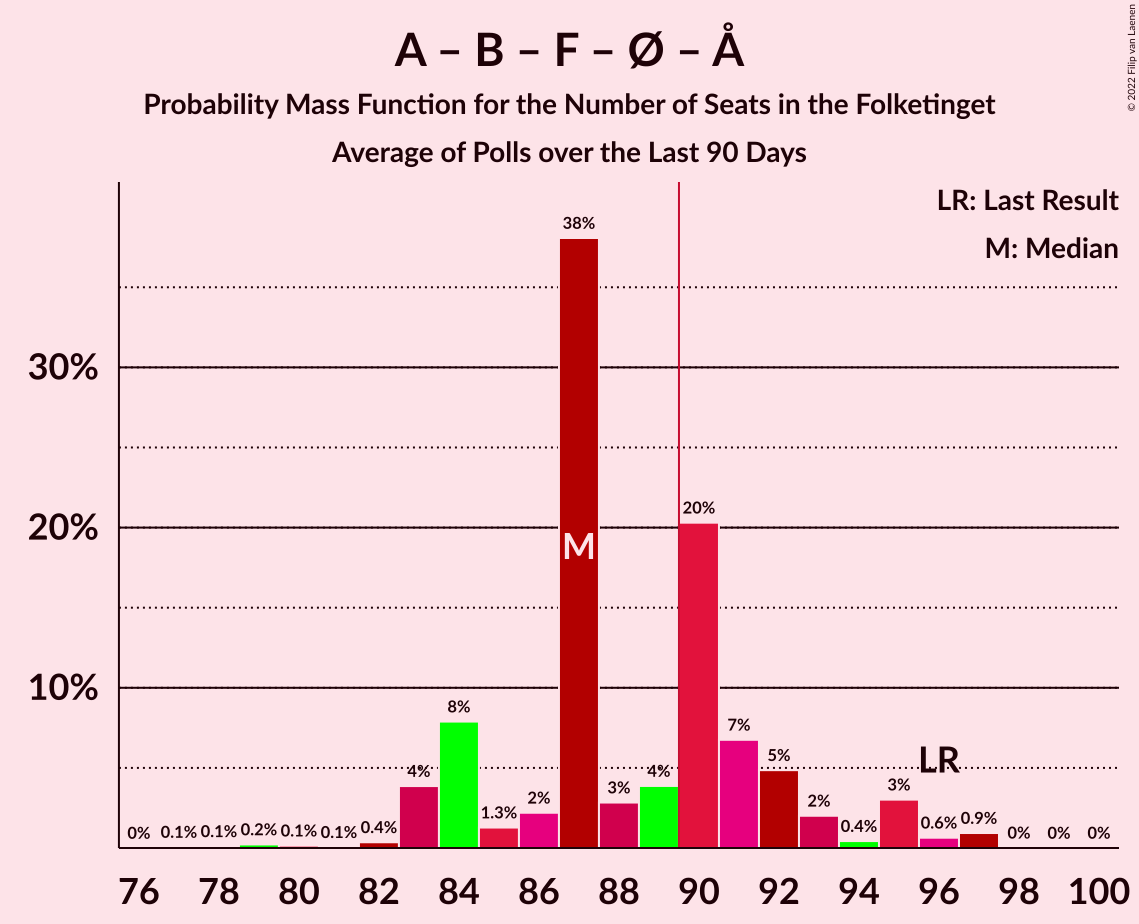 A – B – F – Ø – Å
Probability Mass Function for the Number of Seats in the Folketinget
Average of Polls over the Last 90 Days
© 2022 Filip van Laenen
LR: Last Result
M: Median
38%
30%
M
20%
20%
10%
8%
7%
5%
LR
4%
4%
3%
3%
2%
2%
1.3%
0% 0.1% 0.1% 0.2% 0.1% 0.1% 0.4% 0.4% 0.6% 0.9% 0% 0% 0%
76 78 80 82 84 86 88 90 92 94 96 98 100